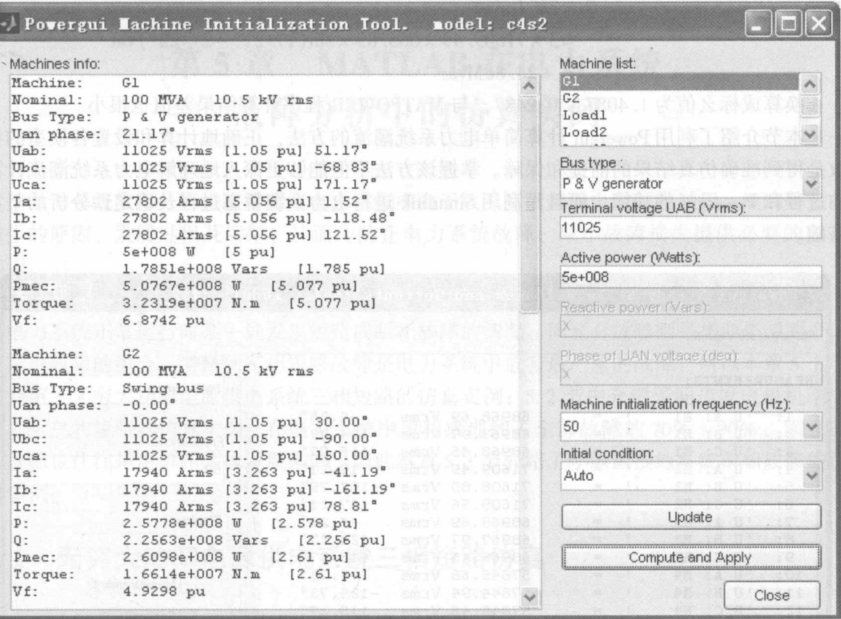 Powergui Machine Initialization Tool.  model: c4s2
Machines info:
Machine: G1
Nominal: 100 MVA 10.5 kV rms
Bus Type: P & V generator
Uan phase: 21.17°
Uab: 11025 Vrms [1.05 pu] 51.17°
Ubc: 11025 Vrms [1.05 pu] -68.83°
Uca: 11025 Vrms [1.05 pu] 171.17°
Ia: 27802 Arms [5.056 pu] 1.52°
Ib: 27802 Arms [5.056 pu] -118.48°
Ic: 27802 Arms [5.056 pu] 121.52°
P: 5e+008 W [5 pu]
Q: 1.7851e+008 Vars [1.785 pu]
Pmec: 5.0767e+008 W [5.077 pu]
Torque: 3.2319e+007 N.m [5.077 pu]
Vf: 6.8742 pu
Machine: G2
Nominal: 100 MVA 10.5 kV rms
Bus Type: Swing bus
Uan phase: -0.00°
Uab: 11025 Vrms [1.05 pu] 30.00°
Ubc: 11025 Vrms [1.05 pu] -90.00°
Uca: 11025 Vrms [1.05 pu] 150.00°
Ia: 17940 Arms [3.263 pu] -41.19°
Ib: 17940 Arms [3.263 pu] -161.19°
Ic: 17940 Arms [3.263 pu] 78.81°
P: 2.5778e+008 W [2.578 pu]
Q: 2.2563e+008 Vars [2.256 pu]
Pmec: 2.6098e+008 W [2.61 pu]
Torque: 1.6614e+007 N.m [2.61 pu]
Vf: 4.9298 pu
Machine list:
G1
G2
Load1
Load2
Bus type:
P & V generator
Terminal voltage UAB (Vrms):
11025
Active power (Watts):
5e+008
Reactive power (Vars):
X
Phase of UAN voltage (deg):
X
Machine initialization frequency (Hz):
50
Initial condition:
Auto
Update
Compute and Apply
Close